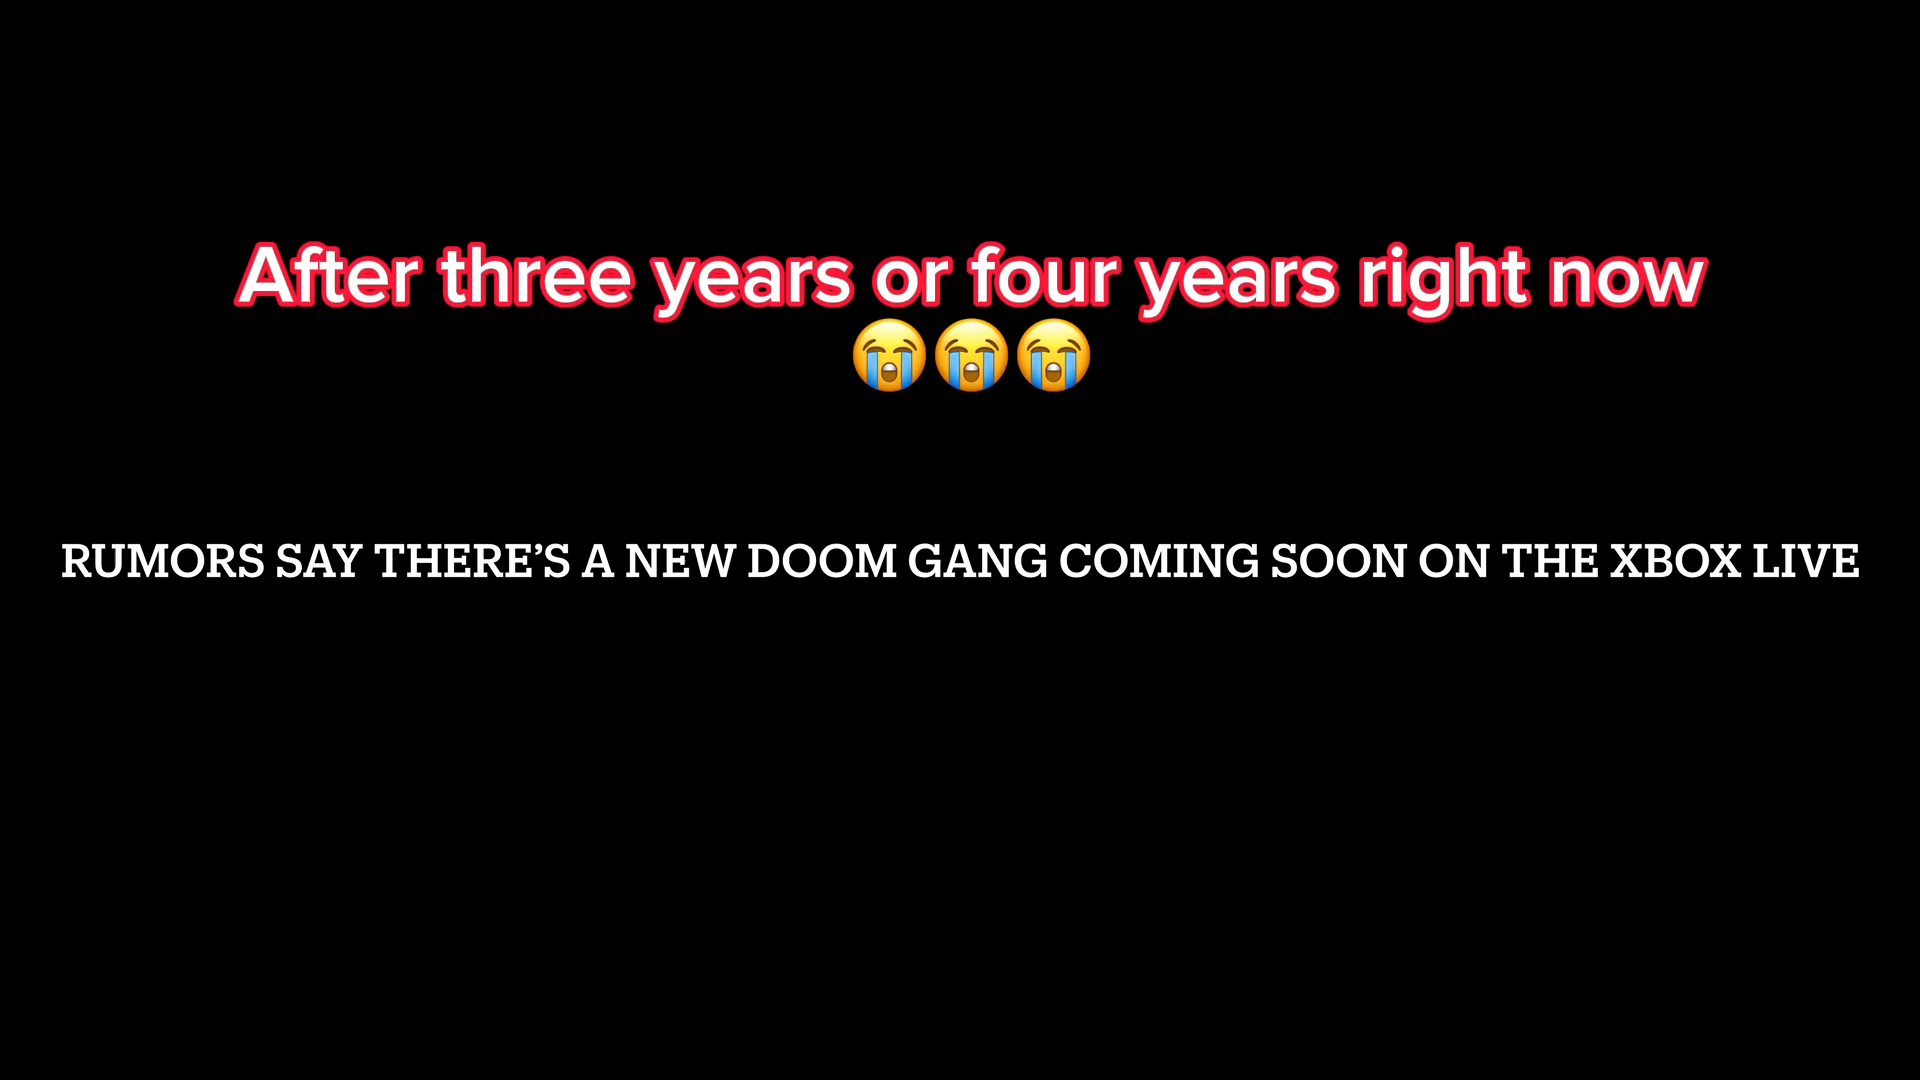 After three years or four years right now
😭😭😭
RUMORS SAY THERE’S A NEW DOOM GANG COMING SOON ON THE XBOX LIVE